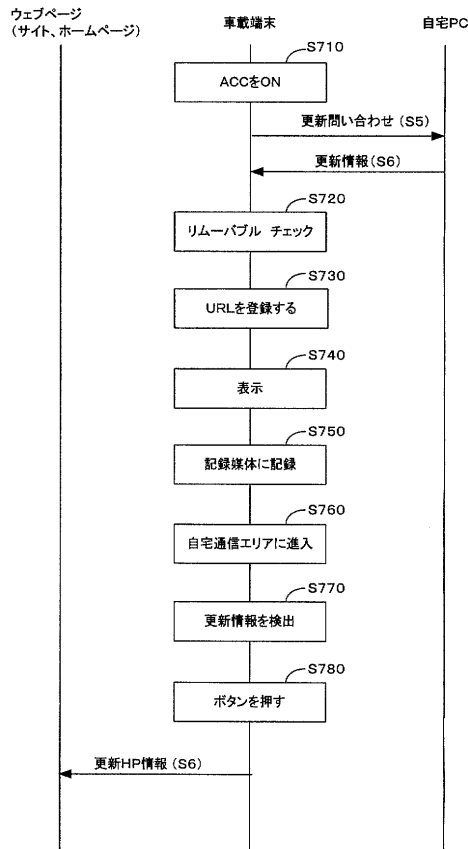 ウェブページ
（サイト、ホームページ）
車載端末
自宅PC
S710
ACCをON
更新問い合わせ（S5）
更新情報（S6）
S720
リムーバブル チェック
S730
URLを登録する
S740
表示
S750
記録媒体に記録
S760
自宅通信エリアに進入
S770
更新情報を検出
S780
ボタンを押す
更新HP情報（S6）